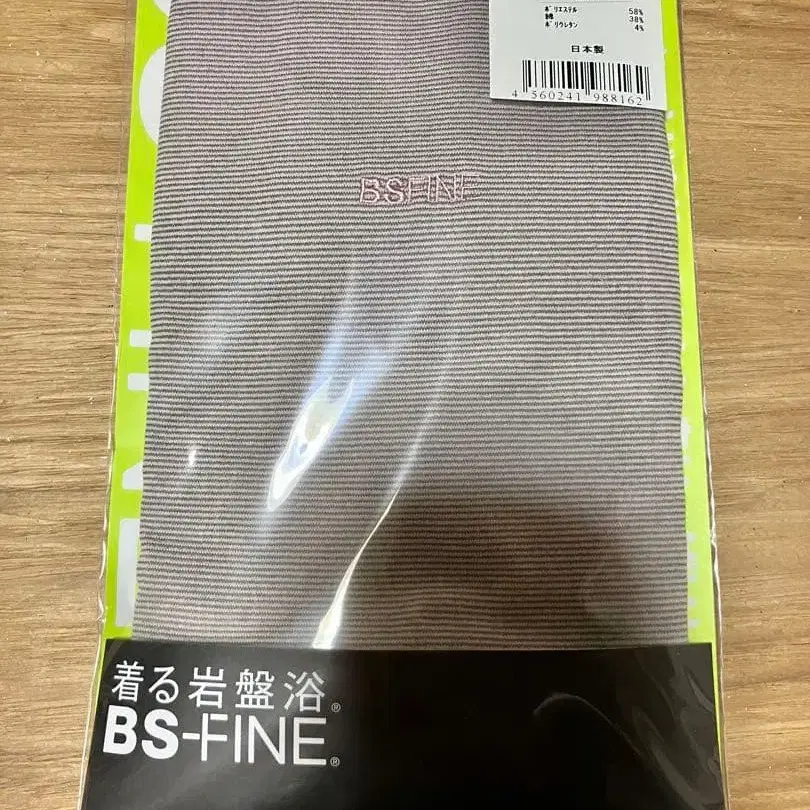 ポリエステル 58%
綿 38%
ポリウレタン 4%
日本製
4 560241 988162
BSFINE
着る岩盤浴®
BS-FINE®